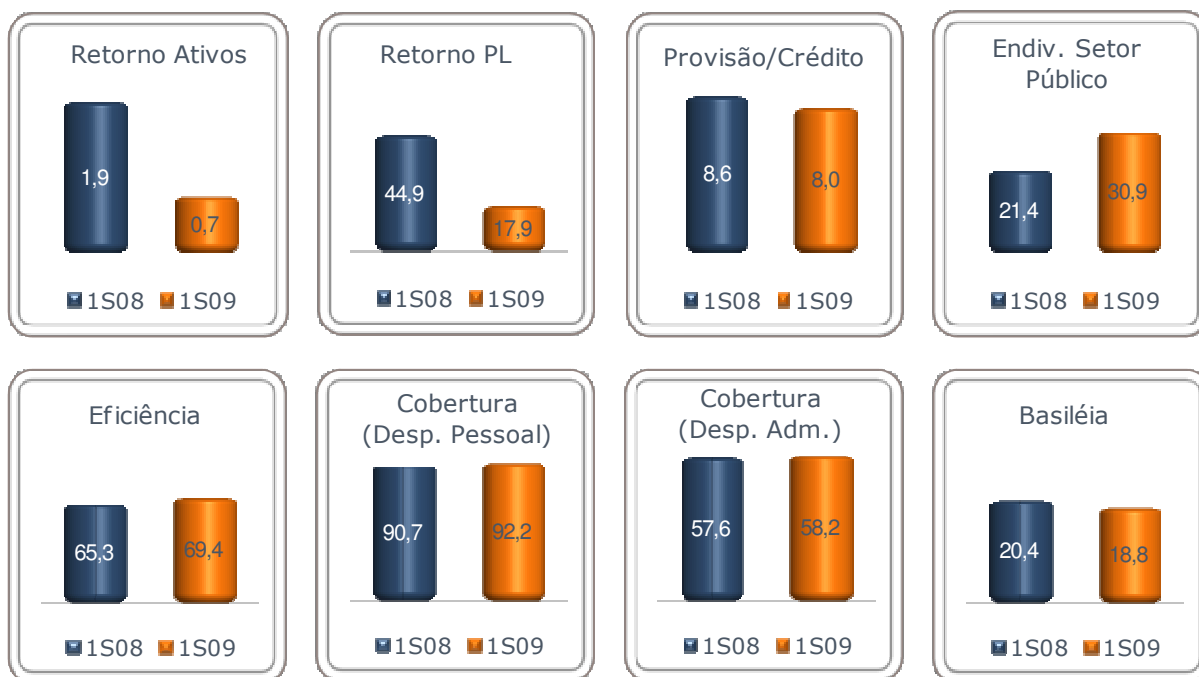 Retorno Ativos
1,9
0,7
1S08 1S09
Retorno PL
44,9
17,9
1S08 1S09
Provisão/Crédito
8,6
8,0
1S08 1S09
Endiv. Setor
Público
21,4
30,9
1S08 1S09
Eficiência
65,3
69,4
1S08 1S09
Cobertura
(Desp. Pessoal)
90,7
92,2
1S08 1S09
Cobertura
(Desp. Adm.)
57,6
58,2
1S08 1S09
Basiléia
20,4
18,8
1S08 1S09